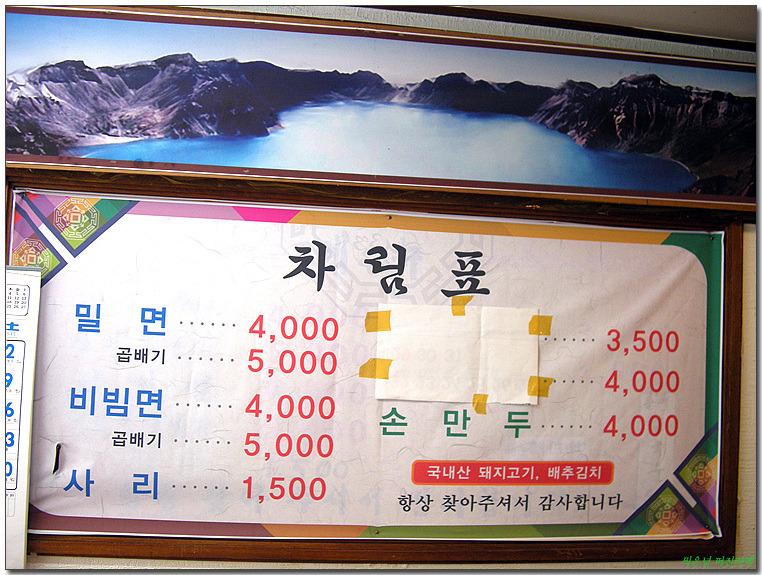 차림표
밀 면 ······ 4,000
곱배기 ······ 5,000
비빔면 ······ 4,000
곱배기 ······ 5,000
사 리 ······ 1,500
······ 3,500
······ 4,000
손 만 두 ······ 4,000
국내산 돼지고기, 배추김치
항상 찾아주셔서 감사합니다